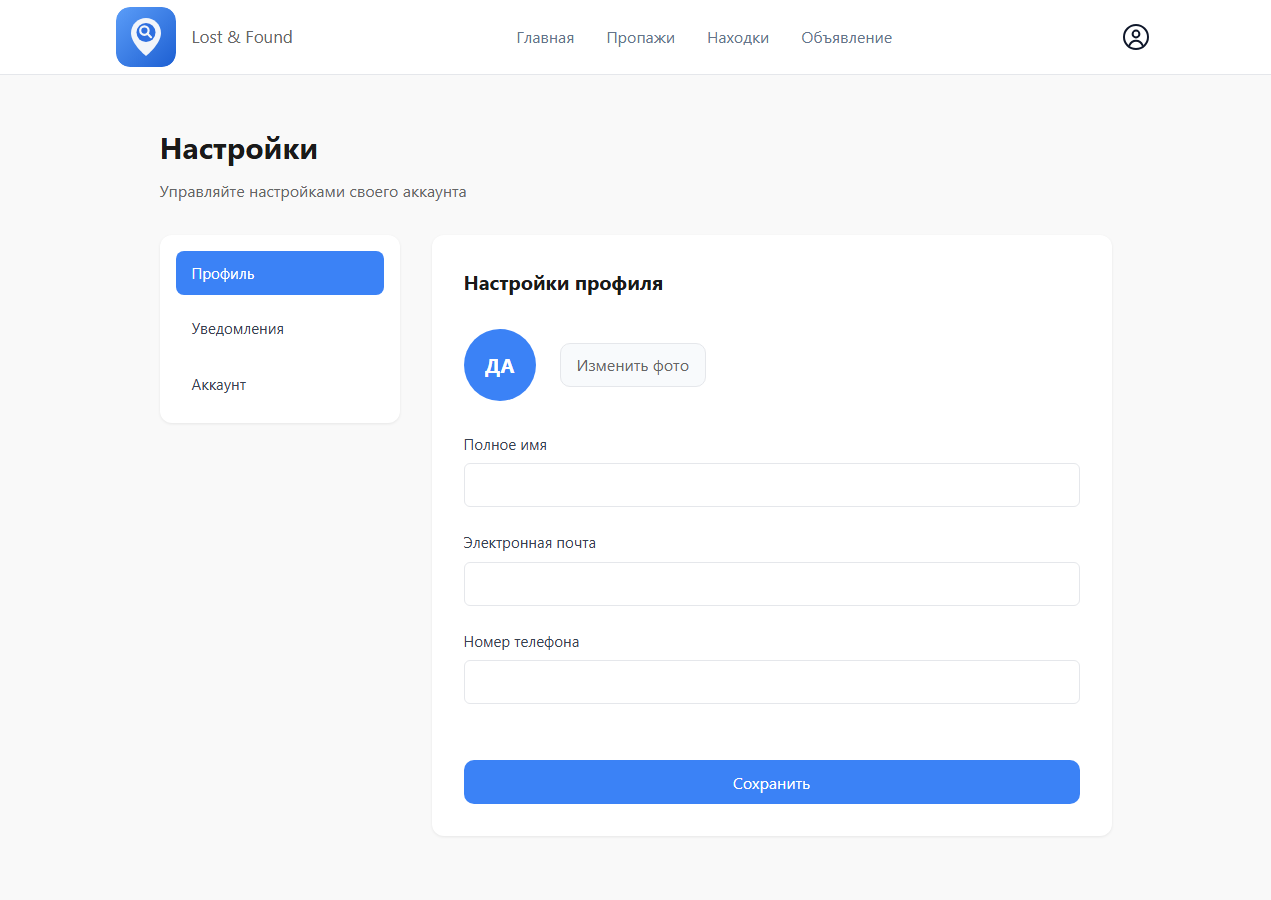 Lost & Found
Главная
Пропажи
Находки
Объявление
Настройки
Управляйте настройками своего аккаунта
Профиль
Уведомления
Аккаунт
Настройки профиля
ДА
Изменить фото
Полное имя
Электронная почта
Номер телефона
Сохранить